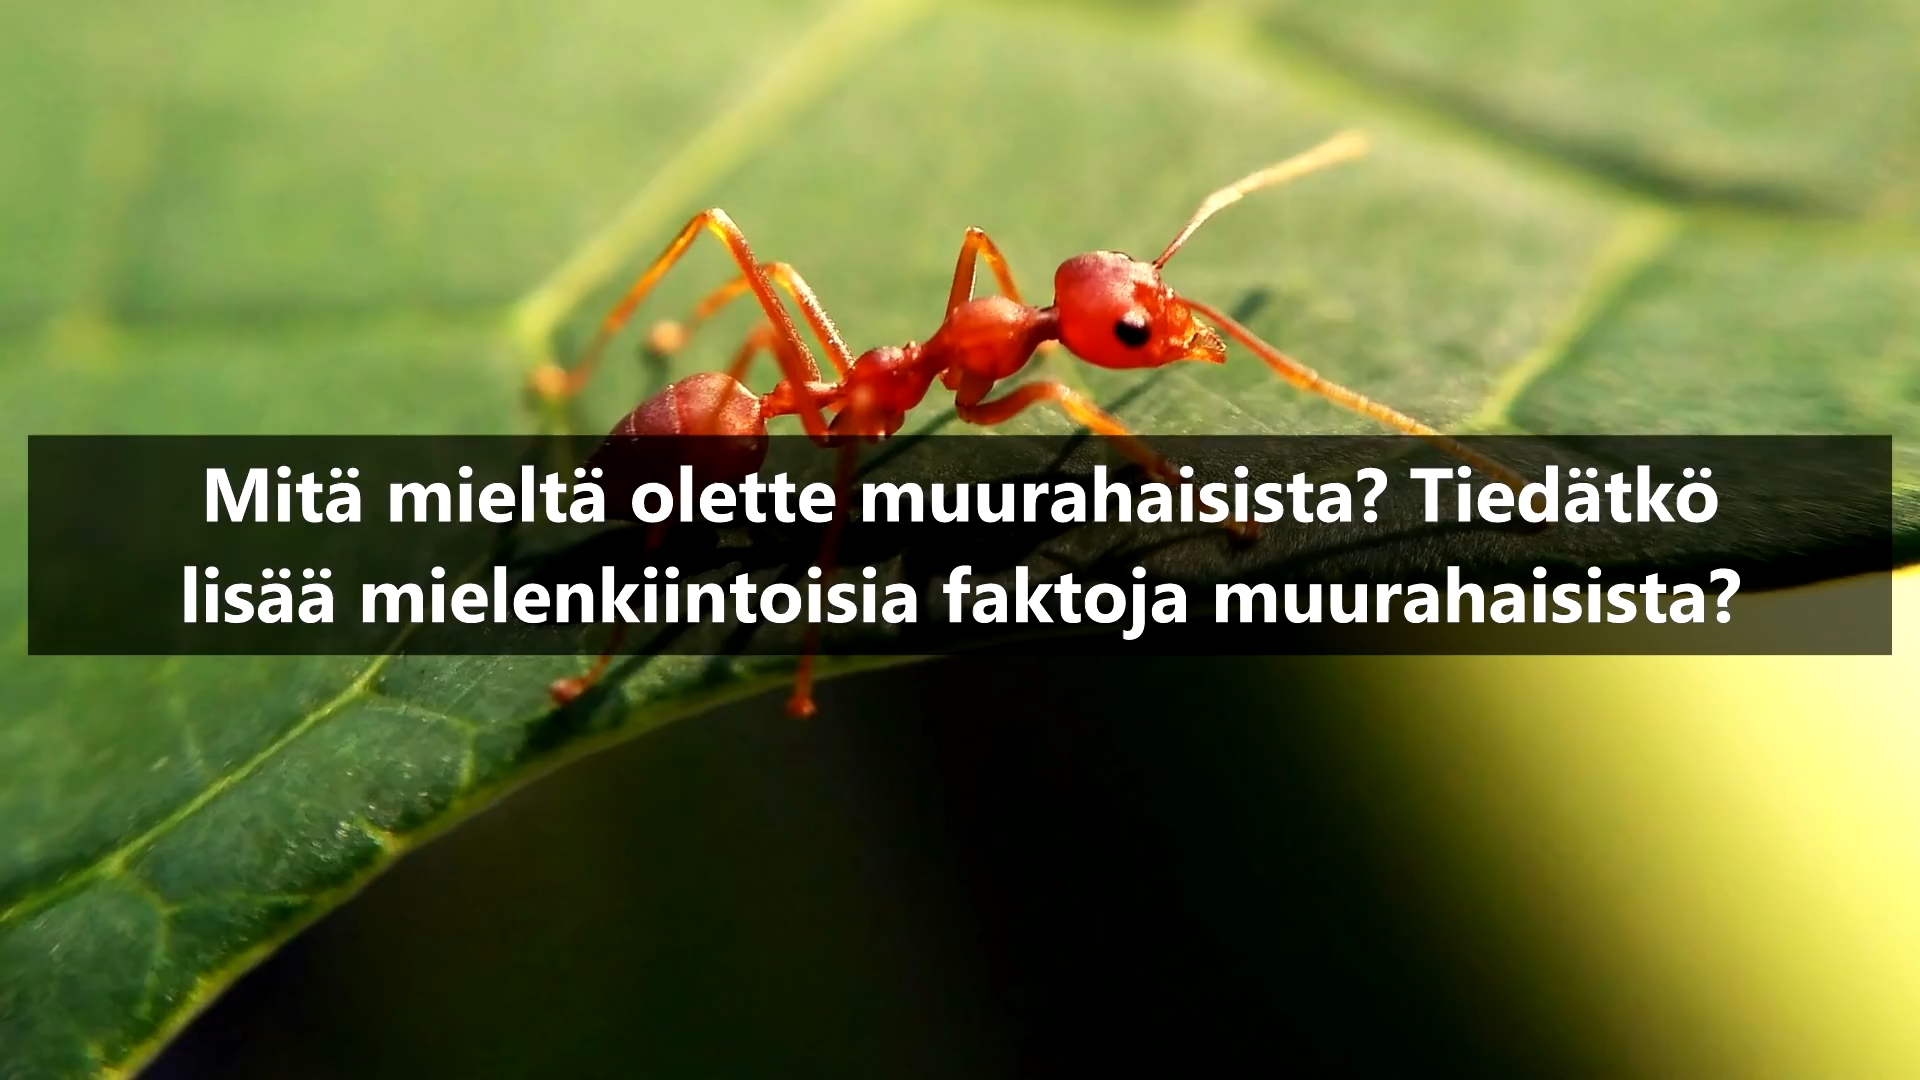 Mitä mieltä olette muurahaisista? Tiedätkö
lisää mielenkiintoisia faktoja muurahaisista?